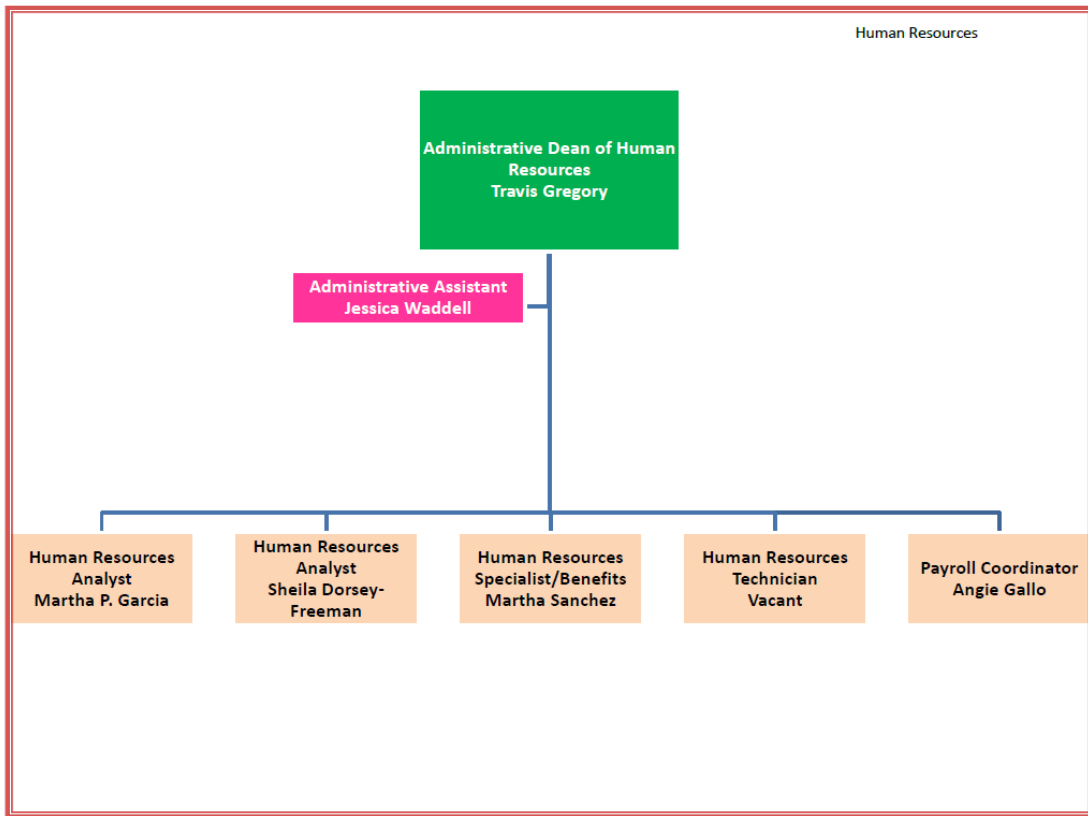 Human Resources
Administrative Dean of Human
Resources
Travis Gregory
Administrative Assistant
Jessica Waddell
Human Resources
Analyst
Martha P. Garcia
Human Resources
Analyst
Sheila Dorsey-
Freeman
Human Resources
Specialist/Benefits
Martha Sanchez
Human Resources
Technician
Vacant
Payroll Coordinator
Angie Gallo